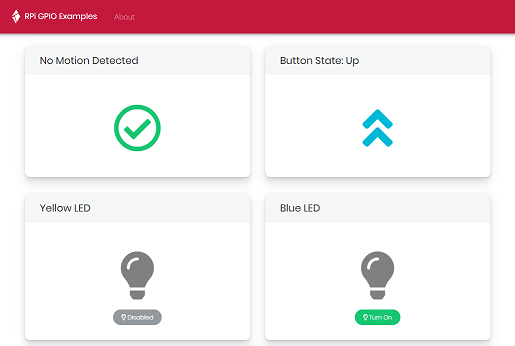 RPi GPIO Examples About
No Motion Detected
Button State: Up
Yellow LED
Blue LED
Disabled
Turn On